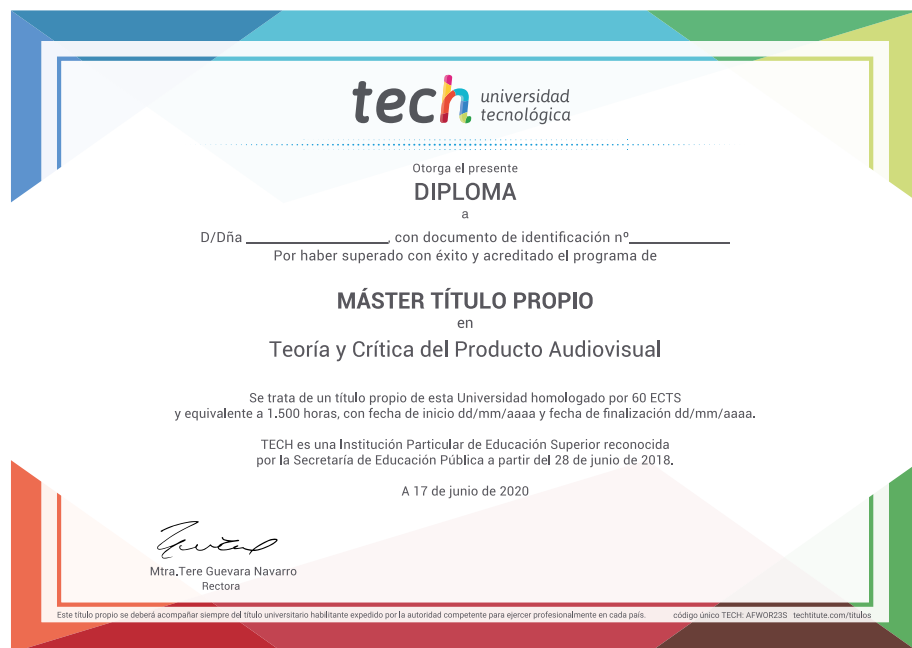 tech universidad
tecnológica
Otorga el presente
DIPLOMA
a
D/Dña ____________________, con documento de identificación nº______________
Por haber superado con éxito y acreditado el programa de
MÁSTER TÍTULO PROPIO
en
Teoría y Crítica del Producto Audiovisual
Se trata de un título propio de esta Universidad homologado por 60 ECTS
y equivalente a 1.500 horas, con fecha de inicio dd/mm/aaaa y fecha de finalización dd/mm/aaaa.
TECH es una Institución Particular de Educación Superior reconocida
por la Secretaría de Educación Pública a partir del 28 de junio de 2018.
A 17 de junio de 2020
Mtra.Tere Guevara Navarro
Rectora
Este título propio se deberá acompañar siempre del título universitario habilitante expedido por la autoridad competente para ejercer profesionalmente en cada país. código único TECH: AFWOR23S techtitute.com/titulos